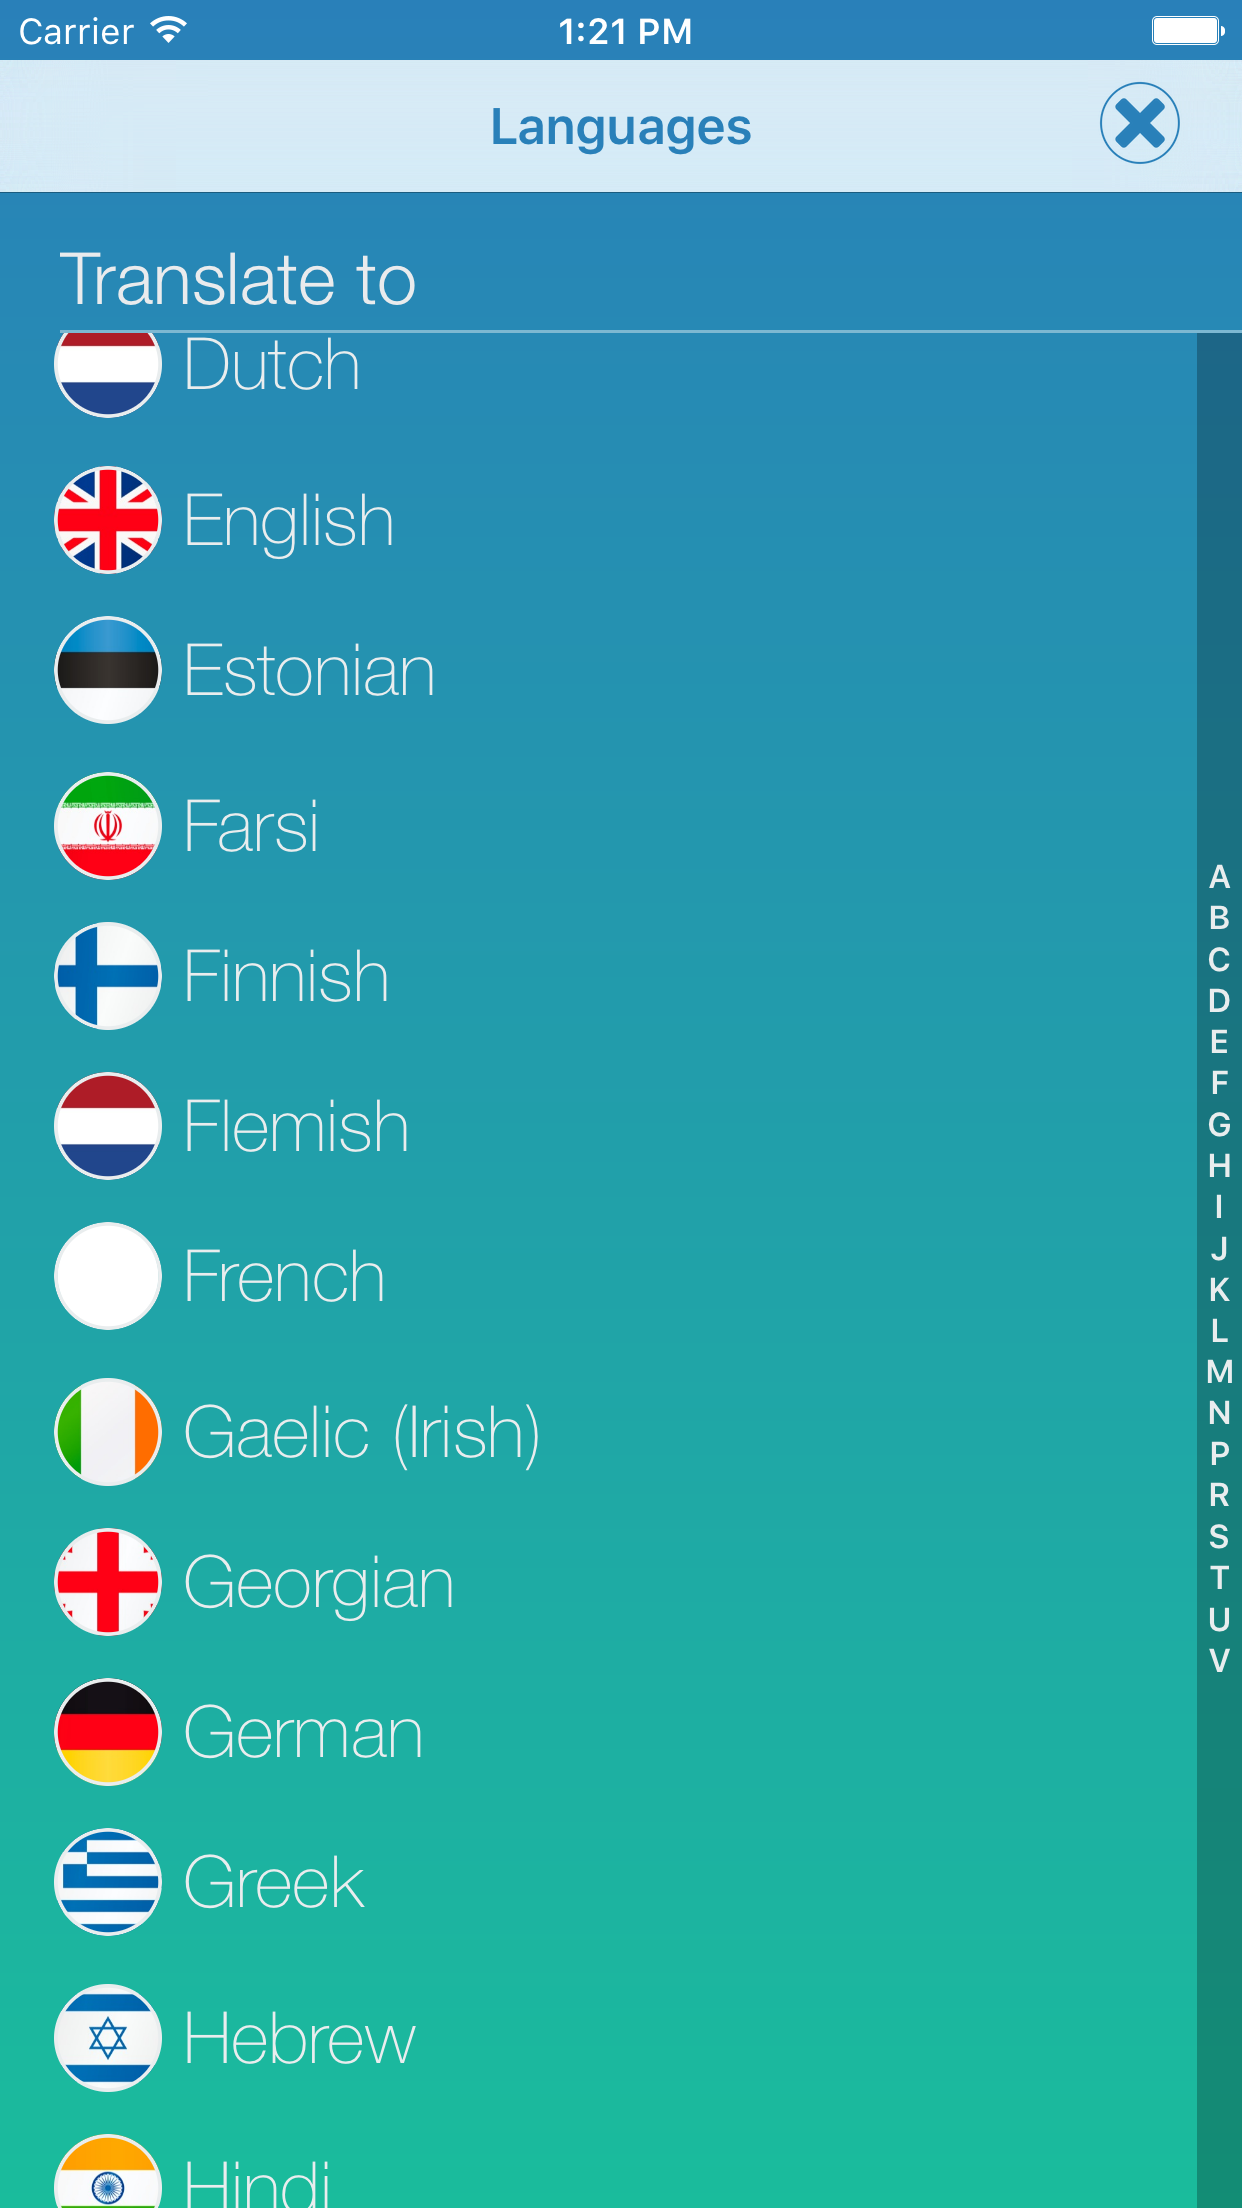 Carrier 1:21 PM
Languages
Translate to
Dutch
English
Estonian
Farsi
Finnish
Flemish
French
Gaelic (Irish)
Georgian
German
Greek
Hebrew
Hindi
A
B
C
D
E
F
G
H
I
J
K
L
M
N
P
R
S
T
U
V